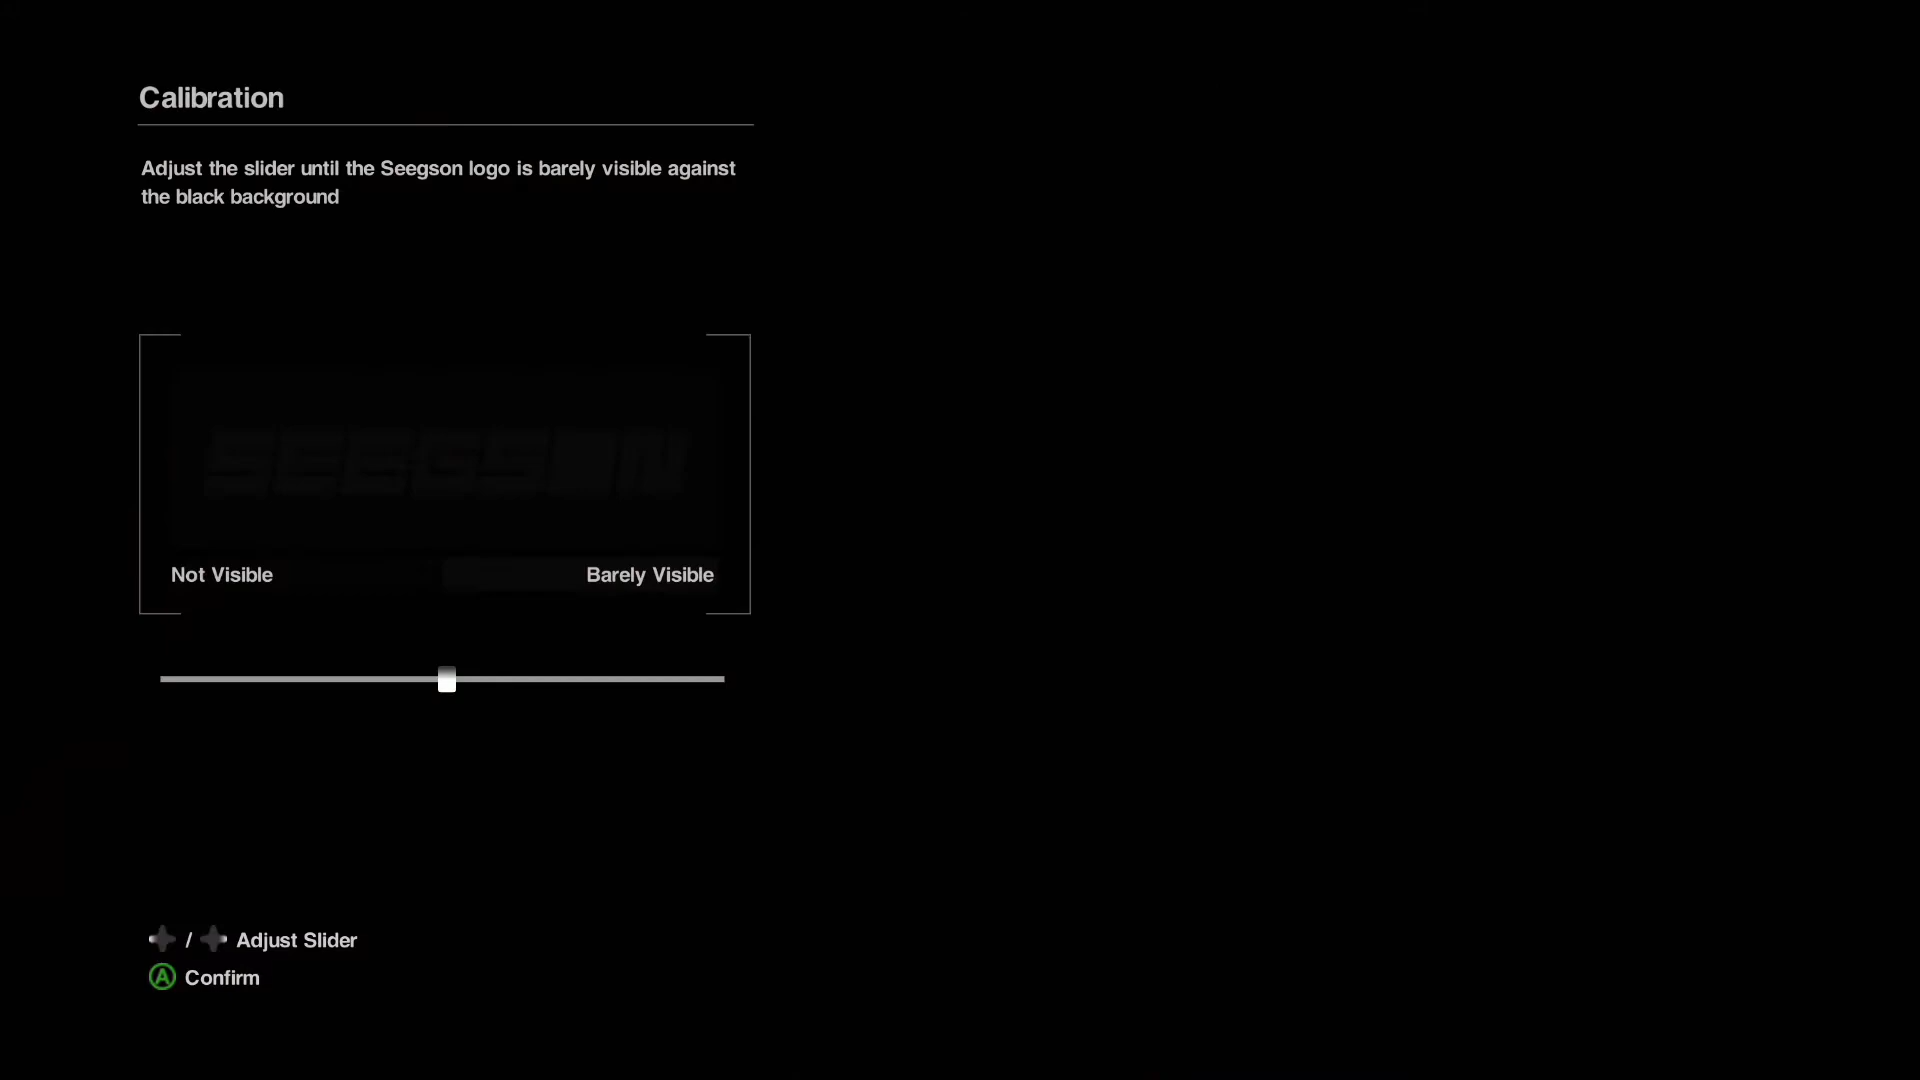 Calibration
Adjust the slider until the Seegson logo is barely visible against
the black background
SEEGSON
Not Visible
Barely Visible
/ Adjust Slider
A Confirm